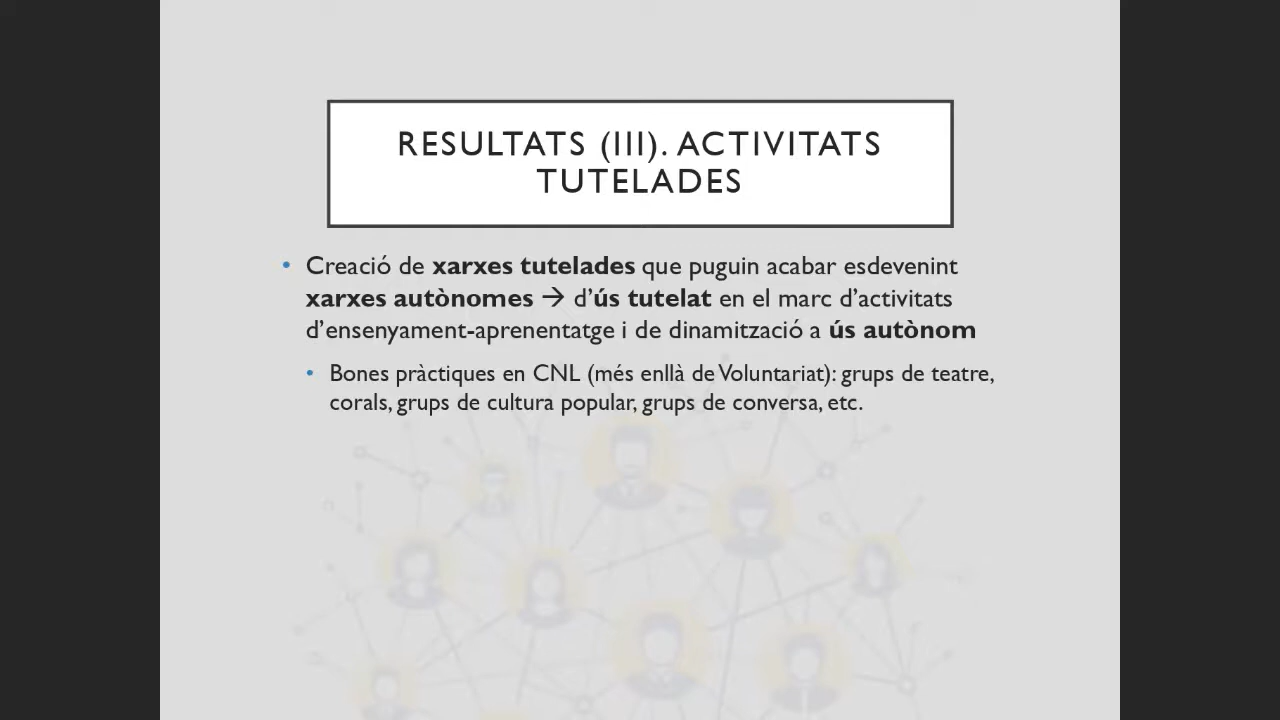 RESULTATS (III). ACTIVITATS
TUTELADES
• Creació de xarxes tutelades que puguin acabar esdevenint
xarxes autònomes → d’ús tutelat en el marc d’activitats
d’ensenyament-aprenentatge i de dinamització a ús autònom
• Bones pràctiques en CNL (més enllà de Voluntariat): grups de teatre,
corals, grups de cultura popular, grups de conversa, etc.